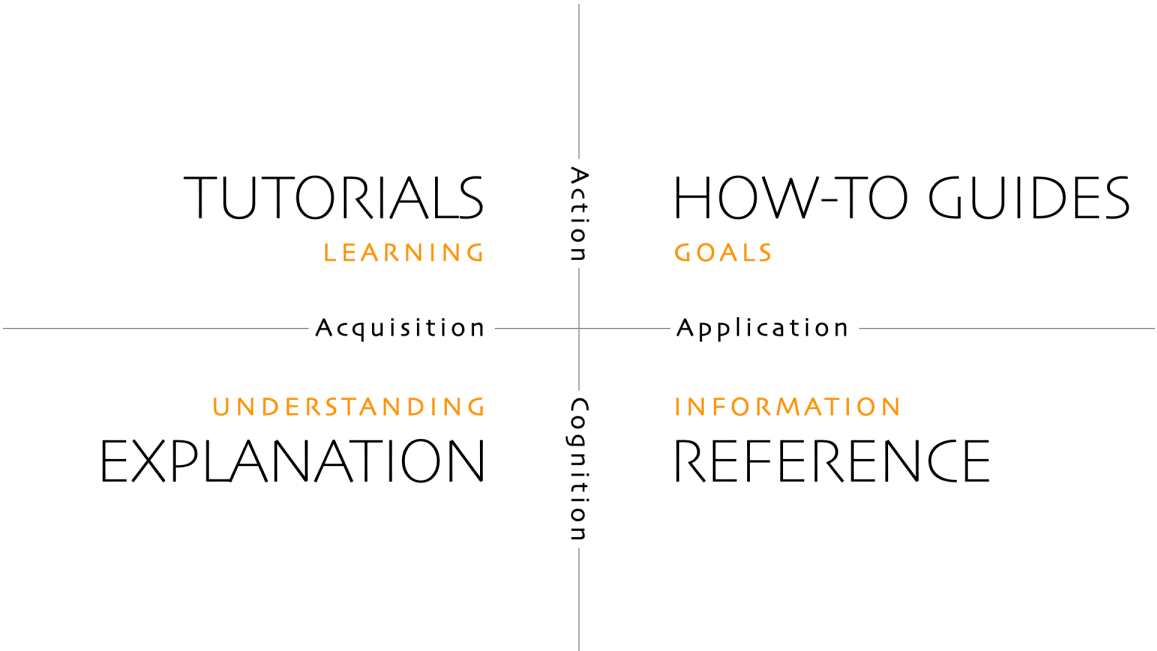 TUTORIALS
LEARNING
Action
HOW-TO GUIDES
GOALS
Acquisition
Application
UNDERSTANDING
EXPLANATION
Cognition
INFORMATION
REFERENCE